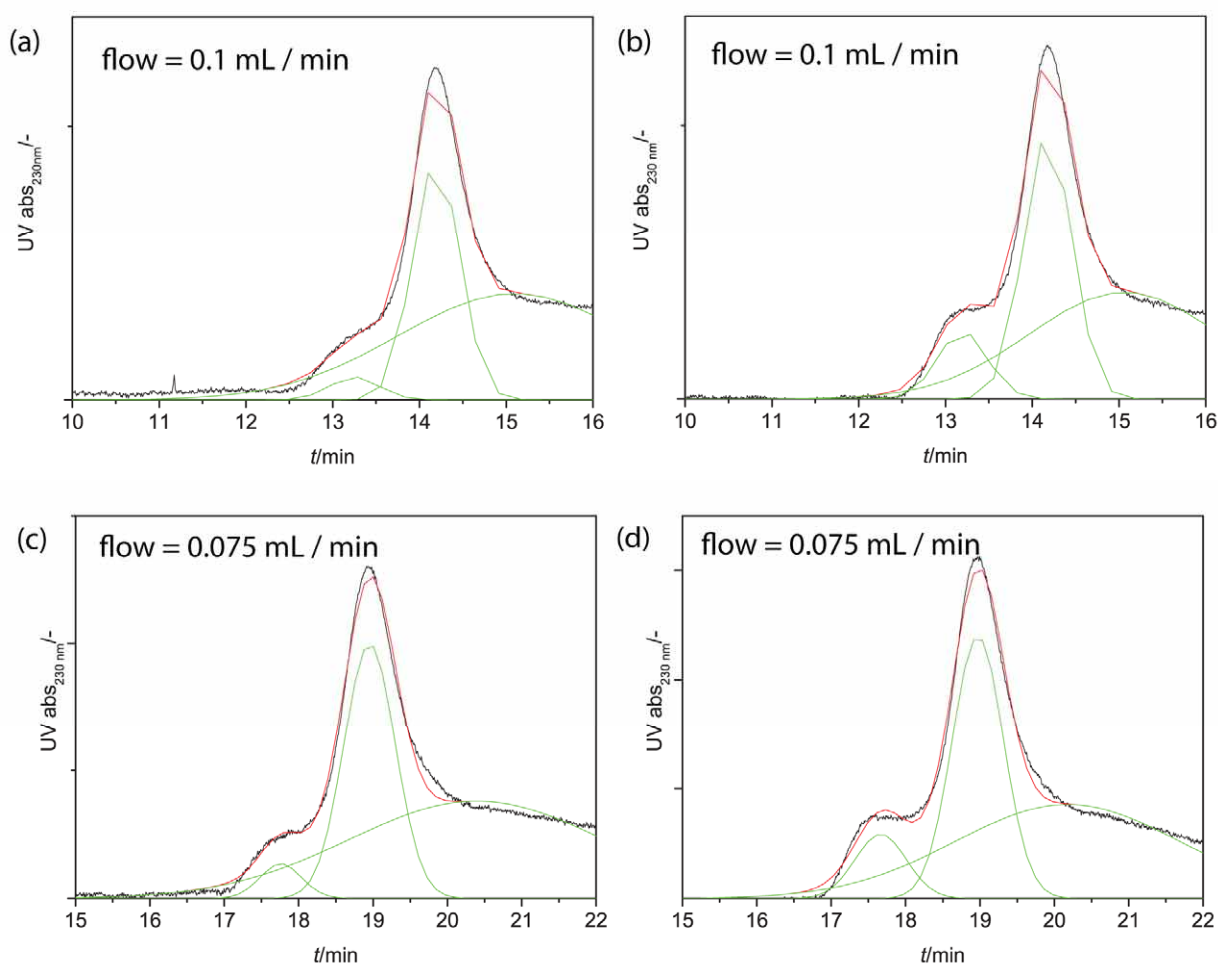 (a)
flow = 0.1 mL / min
UV abs230nm/-
10 11 12 13 14 15 16
t/min
(b)
flow = 0.1 mL / min
UV abs230 nm/-
10 11 12 13 14 15 16
t/min
(c)
flow = 0.075 mL / min
UV abs230 nm/-
15 16 17 18 19 20 21 22
t/min
(d)
flow = 0.075 mL / min
UV abs230 nm/-
15 16 17 18 19 20 21 22
t/min